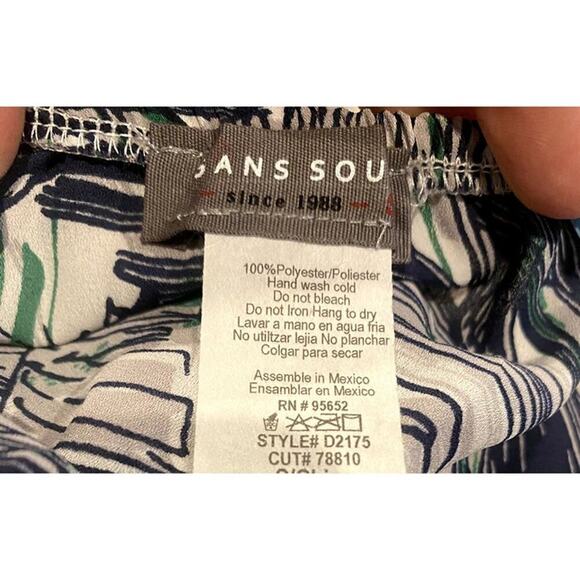 SANS SOU
since 1988
100%Polyester/Poliester
Hand wash cold
Do not bleach
Do not Iron/Hang to dry
Lavar a mano en agua fria
No utilizar lejia No planchar
Colgar para secar
Assemble in Mexico
Ensamblar en Mexico
RN # 95652
STYLE# D2175
CUT# 78810